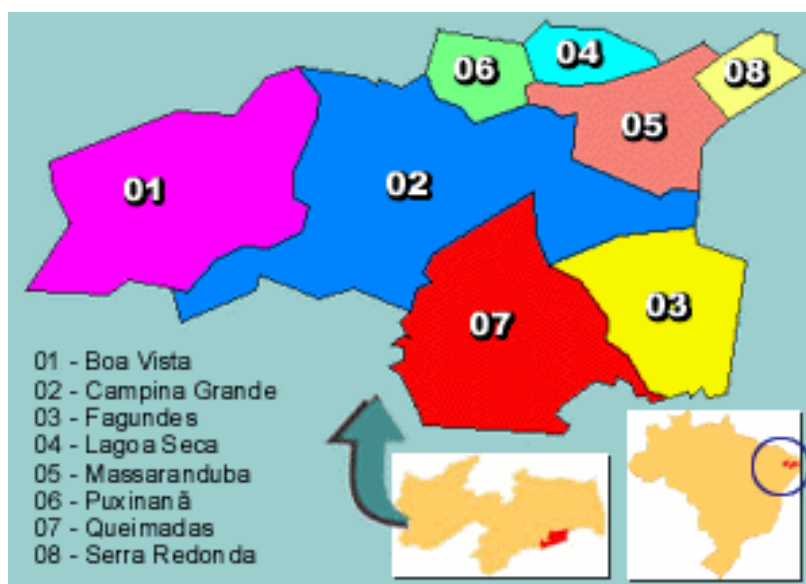 06
04
08
05
01
02
07
03
01 - Boa Vista
02 - Campina Grande
03 - Fagundes
04 - Lagoa Seca
05 - Massaranduba
06 - Puxinanã
07 - Queimadas
08 - Serra Redonda